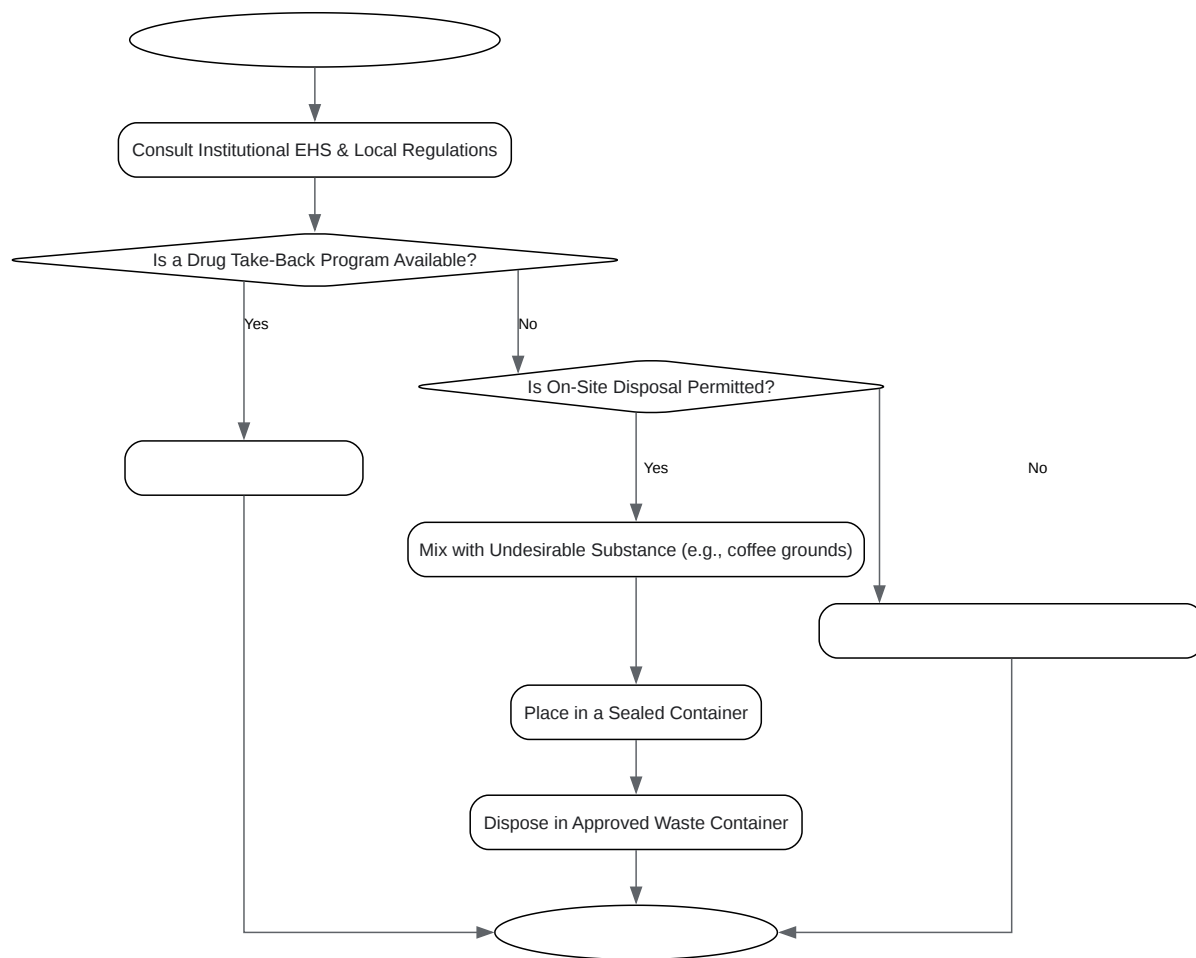 Consult Institutional EHS & Local Regulations
Is a Drug Take-Back Program Available?
Yes
No
Is On-Site Disposal Permitted?
Yes
No
Mix with Undesirable Substance (e.g., coffee grounds)
Place in a Sealed Container
Dispose in Approved Waste Container